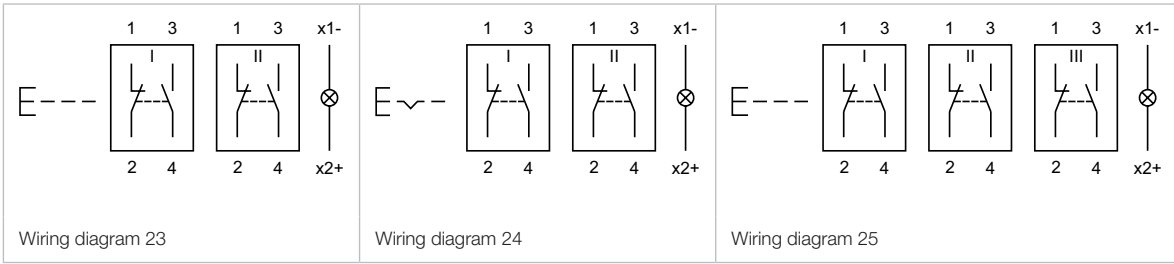 1 3 1 3 x1-
I II
2 4 2 4 x2+
Wiring diagram 23
1 3 1 3 x1-
I II
2 4 2 4 x2+
Wiring diagram 24
1 3 1 3 1 3 x1-
I II III
2 4 2 4 2 4 x2+
Wiring diagram 25